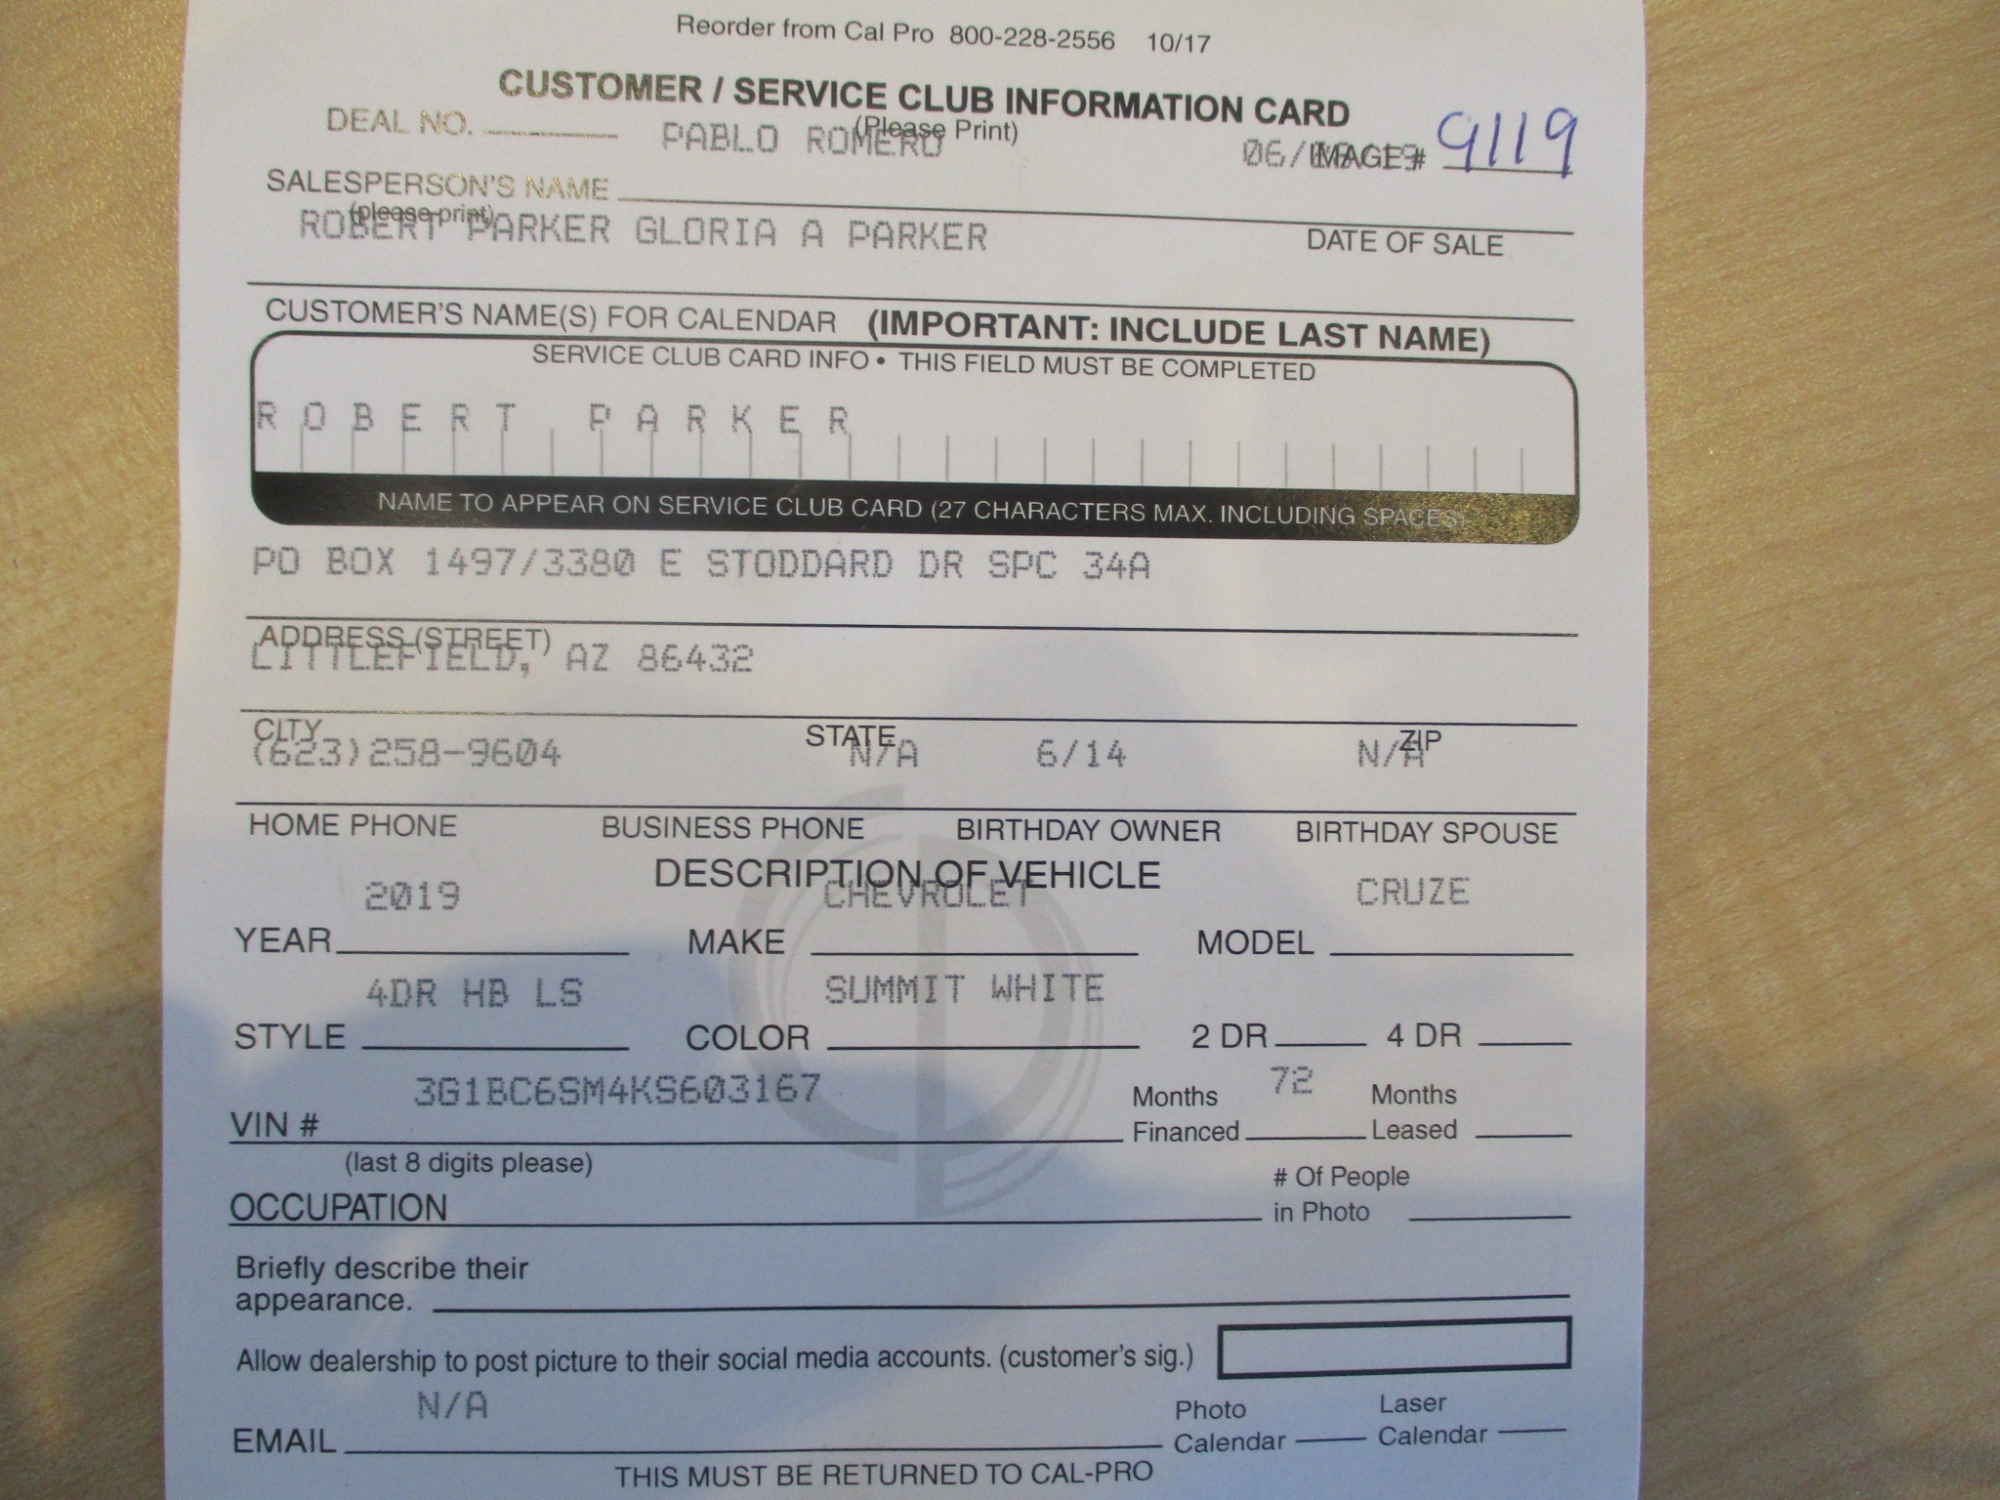 Reorder from Cal Pro 800-228-2556 10/17
CUSTOMER / SERVICE CLUB INFORMATION CARD
(Please Print)
DEAL NO. PABLO ROMERO IMAGE # 9119
SALESPERSON'S NAME
(please print)
DATE OF SALE
ROBERT PARKER GLORIA A PARKER
CUSTOMER'S NAME(S) FOR CALENDAR (IMPORTANT: INCLUDE LAST NAME)
SERVICE CLUB CARD INFO • THIS FIELD MUST BE COMPLETED
ROBERT PARKER
NAME TO APPEAR ON SERVICE CLUB CARD (27 CHARACTERS MAX. INCLUDING SPACES)
PO BOX 1497/3380 E STODDARD DR SPC 34A
ADDRESS (STREET)
LITTLEFIELD, AZ 86432
CITY STATE ZIP
(623)258-9604 N/A 6/14 N/A
HOME PHONE BUSINESS PHONE BIRTHDAY OWNER BIRTHDAY SPOUSE
DESCRIPTION OF VEHICLE
2019 CHEVROLET CRUZE
YEAR MAKE MODEL
4DR HB LS SUMMIT WHITE
STYLE COLOR 2 DR 4 DR
3G1BC6SM4KS603167 72
VIN # Months Financed Months Leased
(last 8 digits please)
OCCUPATION # Of People in Photo
Briefly describe their
appearance.
Allow dealership to post picture to their social media accounts. (customer's sig.)
N/A
EMAIL Photo Calendar Laser Calendar
THIS MUST BE RETURNED TO CAL-PRO